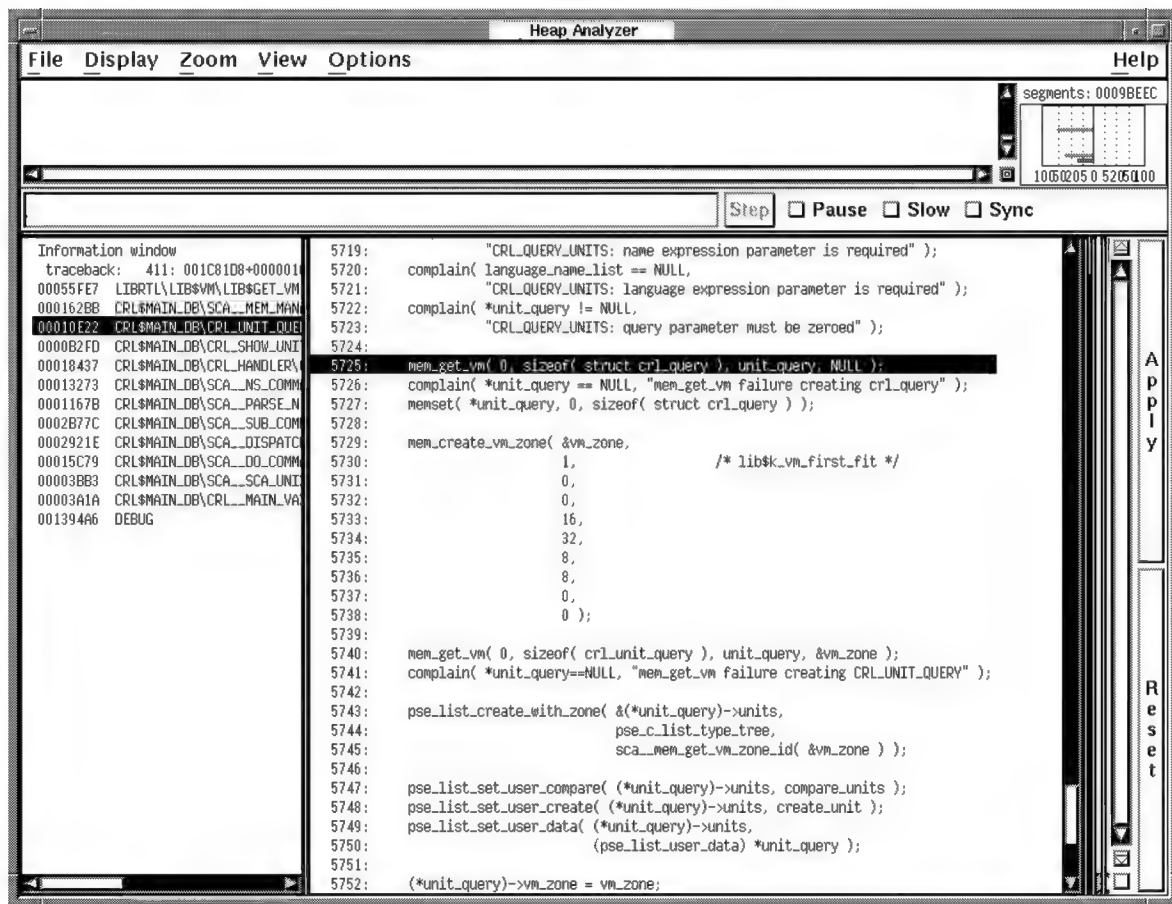 Heap Analyzer
File Display Zoom View Options Help
segments: 0009BEEC
Step Pause Slow Sync
Information window
traceback: 411: 001C81D8+000001
00055FE7 LIBRTL\LIB$VM\LIB$GET_VM
000162BB CRL$MAIN_DB\SCA__MEM_MAN
00010E22 CRL$MAIN_DB\CRL_UNIT_QUE
0000B2FD CRL$MAIN_DB\CRL_SHOW_UNI
00018437 CRL$MAIN_DB\CRL_HANDLER\
00013273 CRL$MAIN_DB\SCA__NS_COMM
0001167B CRL$MAIN_DB\SCA__PARSE_N
0002B77C CRL$MAIN_DB\SCA__SUB_COM
0002921E CRL$MAIN_DB\SCA__DISPATC
00015C79 CRL$MAIN_DB\SCA__DO_COMM
00003BB3 CRL$MAIN_DB\SCA__SCA_UNI
00003A1A CRL$MAIN_DB\CRL__MAIN_VA
001394A6 DEBUG
5719: "CRL_QUERY_UNITS: name expression parameter is required" );
5720: complain( language_name_list == NULL,
5721: "CRL_QUERY_UNITS: language expression parameter is required" );
5722: complain( *unit_query != NULL,
5723: "CRL_QUERY_UNITS: query parameter must be zeroed" );
5724:
5725: mem_get_vm( 0, sizeof( struct crl_query ), unit_query, NULL );
5726: complain( *unit_query == NULL, "mem_get_vm failure creating crl_query" );
5727: memset( *unit_query, 0, sizeof( struct crl_query ) );
5728:
5729: mem_create_vm_zone( &vm_zone,
5730: 1, /* lib$k_vm_first_fit */
5731: 0,
5732: 0,
5733: 16,
5734: 32,
5735: 8,
5736: 8,
5737: 0,
5738: 0 );
5739:
5740: mem_get_vm( 0, sizeof( crl_unit_query ), unit_query, &vm_zone );
5741: complain( *unit_query==NULL, "mem_get_vm failure creating CRL_UNIT_QUERY" );
5742:
5743: pse_list_create_with_zone( &(*unit_query)->units,
5744: pse_c_list_type_tree,
5745: sca__mem_get_vm_zone_id( &vm_zone ) );
5746:
5747: pse_list_set_user_compare( (*unit_query)->units, compare_units );
5748: pse_list_set_user_create( (*unit_query)->units, create_unit );
5749: pse_list_set_user_data( (*unit_query)->units,
5750: (pse_list_user_data) *unit_query );
5751:
5752: (*unit_query)->vm_zone = vm_zone;
Apply
Reset